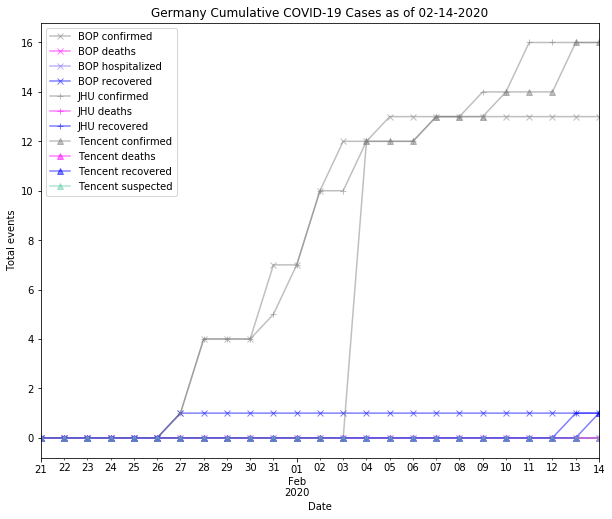 Germany Cumulative COVID-19 Cases as of 02-14-2020
BOP confirmed
BOP deaths
BOP hospitalized
BOP recovered
JHU confirmed
JHU deaths
JHU recovered
Tencent confirmed
Tencent deaths
Tencent recovered
Tencent suspected
Total events
16
14
12
10
8
6
4
2
0
21 22 23 24 25 26 27 28 29 30 31 01 02 03 04 05 06 07 08 09 10 11 12 13 14
Feb
2020
Date